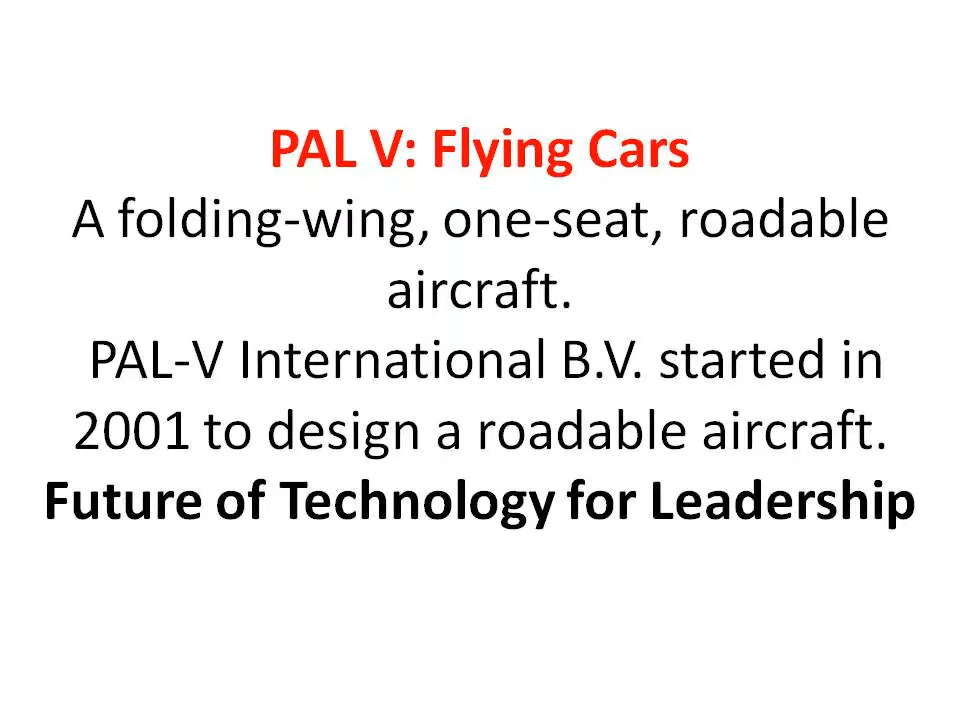 PAL V: Flying Cars
A folding-wing, one-seat, roadable
aircraft.
PAL-V International B.V. started in
2001 to design a roadable aircraft.
Future of Technology for Leadership